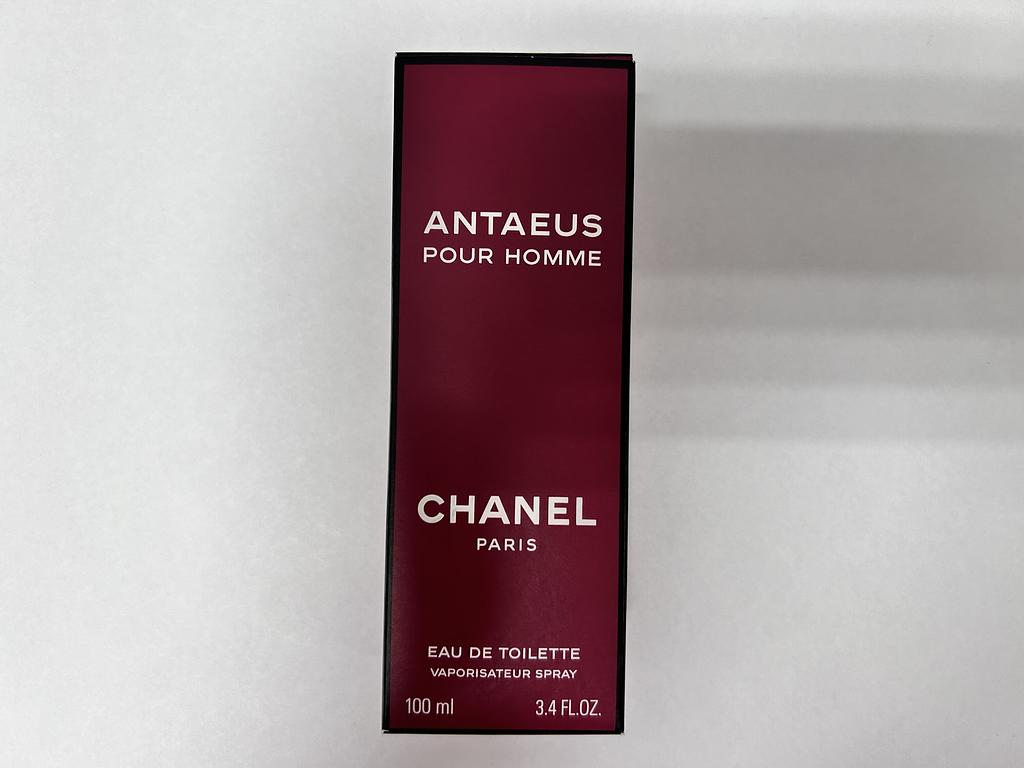 ANTAEUS
POUR HOMME
CHANEL
PARIS
EAU DE TOILETTE
VAPORISATEUR SPRAY
100 ml 3.4 FL.OZ.